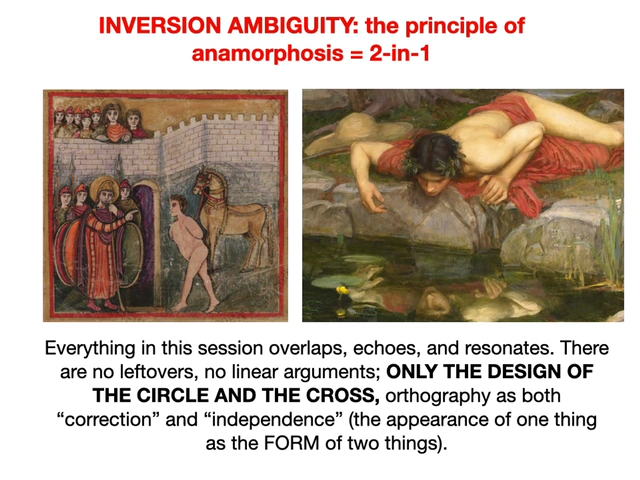 INVERSION AMBIGUITY: the principle of
anamorphosis = 2-in-1
Everything in this session overlaps, echoes, and resonates. There
are no leftovers, no linear arguments; ONLY THE DESIGN OF
THE CIRCLE AND THE CROSS, orthography as both
“correction” and “independence” (the appearance of one thing
as the FORM of two things).